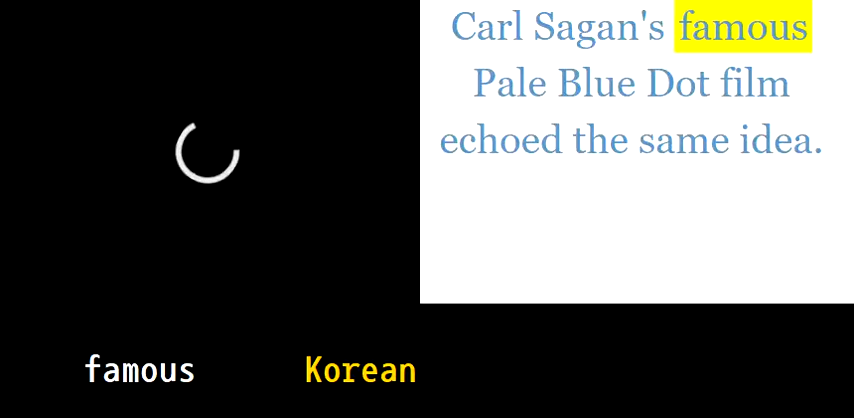 Carl Sagan's famous
Pale Blue Dot film
echoed the same idea.
famous Korean